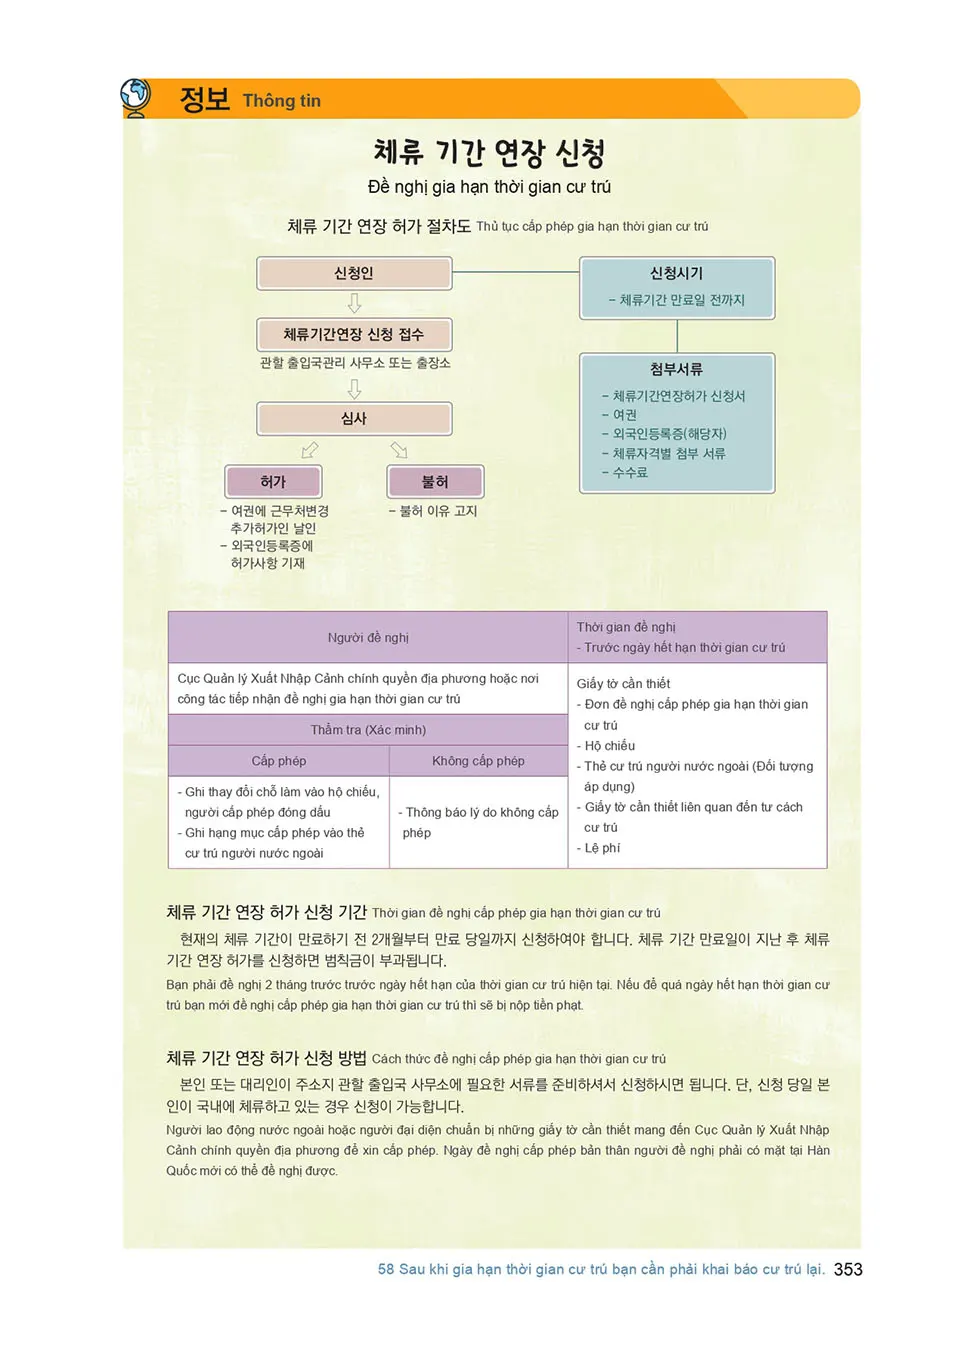 정보 Thông tin
체류 기간 연장 신청
Đề nghị gia hạn thời gian cư trú
체류 기간 연장 허가 절차도 Thủ tục cấp phép gia hạn thời gian cư trú
신청인
체류기간연장 신청 접수
관할 출입국관리 사무소 또는 출장소
심사
허가
- 여권에 근무처변경
추가허가인 날인
- 외국인등록증에
허가사항 기재
불허
- 불허 이유 고지
신청시기
- 체류기간 만료일 전까지
첨부서류
- 체류기간연장허가 신청서
- 여권
- 외국인등록증(해당자)
- 체류자격별 첨부 서류
- 수수료
Người đề nghị
Thời gian đề nghị
- Trước ngày hết hạn thời gian cư trú
Cục Quản lý Xuất Nhập Cảnh chính quyền địa phương hoặc nơi
công tác tiếp nhận đề nghị gia hạn thời gian cư trú
Thẩm tra (Xác minh)
Cấp phép
Không cấp phép
- Ghi thay đổi chỗ làm vào hộ chiếu,
người cấp phép đóng dấu
- Ghi hạng mục cấp phép vào thẻ
cư trú người nước ngoài
- Thông báo lý do không cấp
phép
Giấy tờ cần thiết
- Đơn đề nghị cấp phép gia hạn thời gian
cư trú
- Hộ chiếu
- Thẻ cư trú người nước ngoài (Đối tượng
áp dụng)
- Giấy tờ cần thiết liên quan đến tư cách
cư trú
- Lệ phí
체류 기간 연장 허가 신청 기간 Thời gian đề nghị cấp phép gia hạn thời gian cư trú
현재의 체류 기간이 만료하기 전 2개월부터 만료 당일까지 신청하여야 합니다. 체류 기간 만료일이 지난 후 체류
기간 연장 허가를 신청하면 범칙금이 부과됩니다.
Bạn phải đề nghị 2 tháng trước trước ngày hết hạn của thời gian cư trú hiện tại. Nếu để quá ngày hết hạn thời gian cư
trú bạn mới đề nghị cấp phép gia hạn thời gian cư trú thì sẽ bị nộp tiền phạt.
체류 기간 연장 허가 신청 방법 Cách thức đề nghị cấp phép gia hạn thời gian cư trú
본인 또는 대리인이 주소지 관할 출입국 사무소에 필요한 서류를 준비하셔서 신청하시면 됩니다. 단, 신청 당일 본
인이 국내에 체류하고 있는 경우 신청이 가능합니다.
Người lao động nước ngoài hoặc người đại diện chuẩn bị những giấy tờ cần thiết mang đến Cục Quản lý Xuất Nhập
Cảnh chính quyền địa phương để xin cấp phép. Ngày đề nghị cấp phép bản thân người đề nghị phải có mặt tại Hàn
Quốc mới có thể đề nghị được.
58 Sau khi gia hạn thời gian cư trú bạn cần phải khai báo cư trú lại. 353